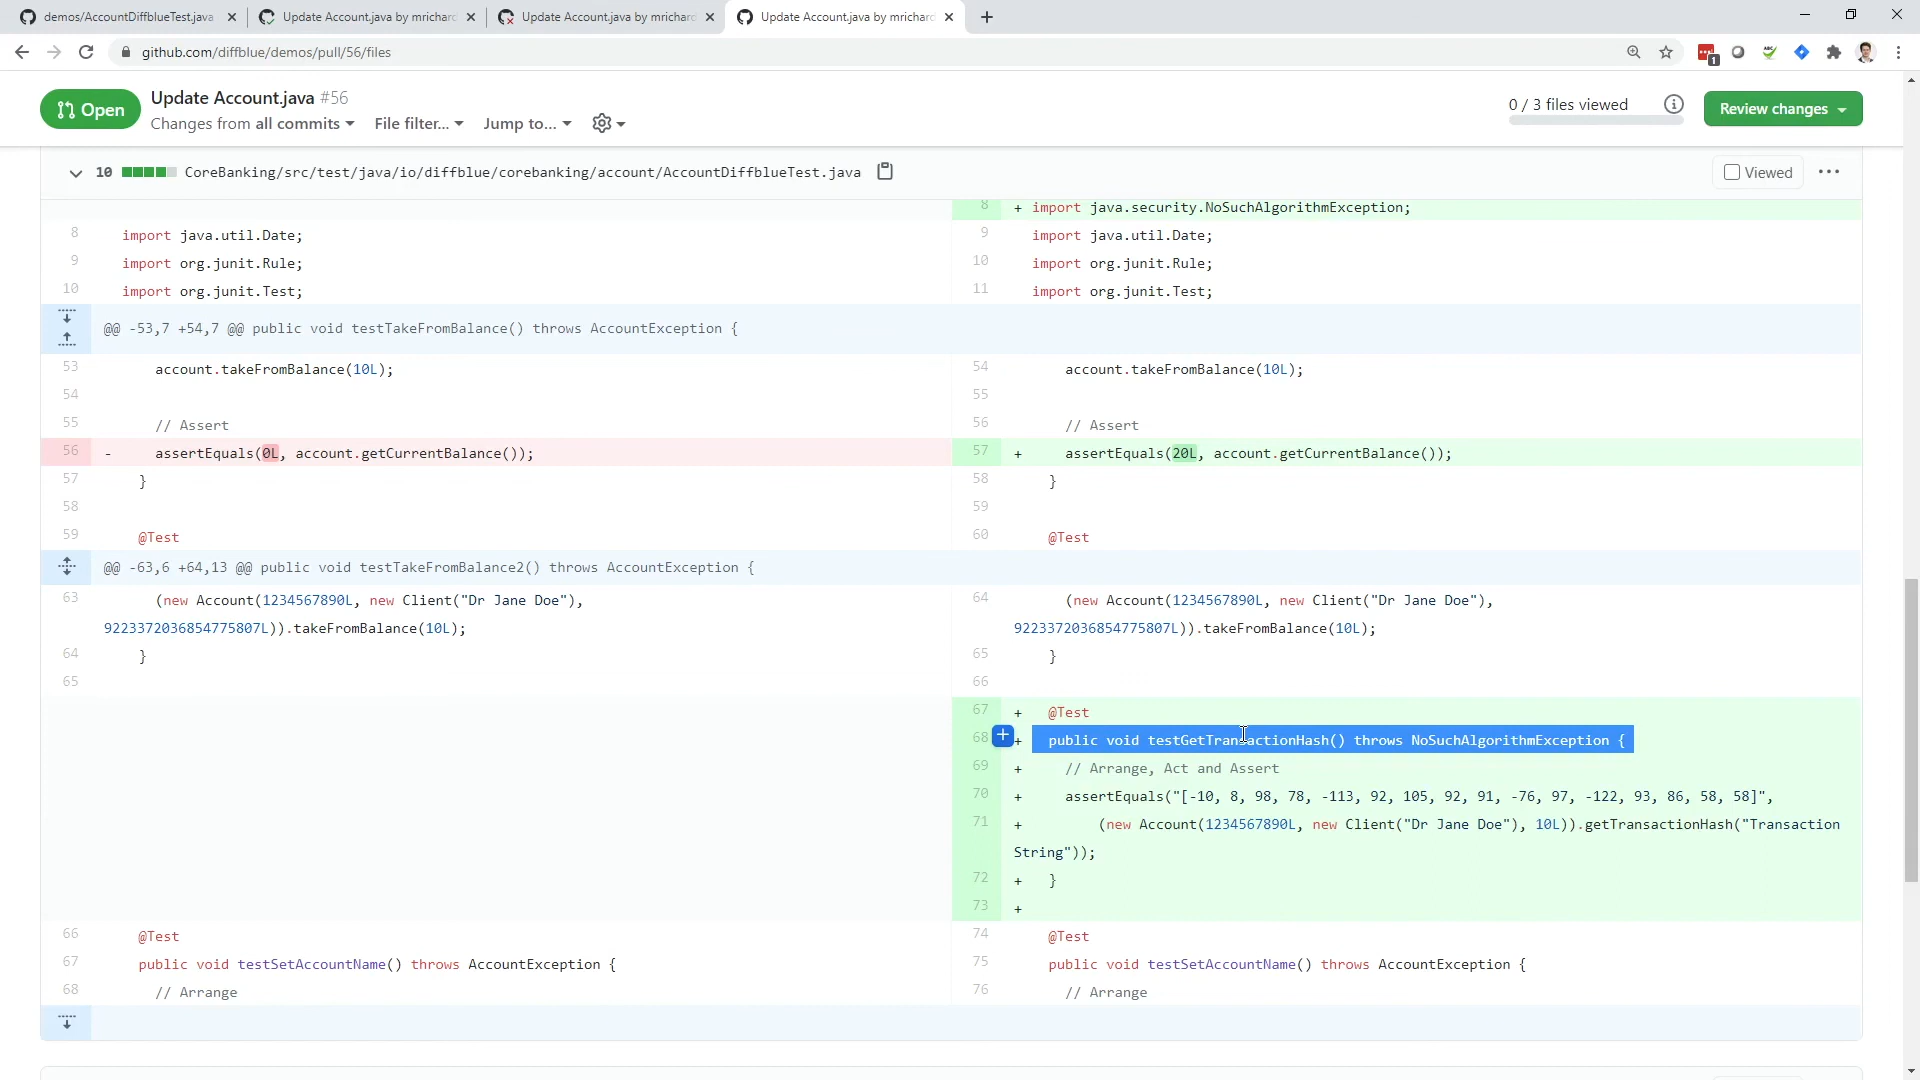 demos/AccountDiffblueTest.java
Update Account.java by mrichard
Update Account.java by mrichard
Update Account.java by mrichard
github.com/diffblue/demos/pull/56/files
1
Open
Update Account.java #56
Changes from all commits
File filter...
Jump to...
0 / 3 files viewed
Review changes
10 CoreBanking/src/test/java/io/diffblue/corebanking/account/AccountDiffblueTest.java
Viewed
8 + import java.security.NoSuchAlgorithmException;
8 import java.util.Date;
9 import java.util.Date;
9 import org.junit.Rule;
10 import org.junit.Rule;
10 import org.junit.Test;
11 import org.junit.Test;
@@ -53,7 +54,7 @@ public void testTakeFromBalance() throws AccountException {
53 account.takeFromBalance(10L);
54 account.takeFromBalance(10L);
54
55
55 // Assert
56 // Assert
56 - assertEquals(0L, account.getCurrentBalance());
57 + assertEquals(20L, account.getCurrentBalance());
57 }
58 }
58
59
59 @Test
60 @Test
@@ -63,6 +64,13 @@ public void testTakeFromBalance2() throws AccountException {
63 (new Account(1234567890L, new Client("Dr Jane Doe"),
64 (new Account(1234567890L, new Client("Dr Jane Doe"),
9223372036854775807L)).takeFromBalance(10L);
9223372036854775807L)).takeFromBalance(10L);
64 }
65 }
65
66
67 + @Test
68 + public void testGetTransactionHash() throws NoSuchAlgorithmException {
69 + // Arrange, Act and Assert
70 + assertEquals("[-10, 8, 98, 78, -113, 92, 105, 92, 91, -76, 97, -122, 93, 86, 58, 58]",
71 + (new Account(1234567890L, new Client("Dr Jane Doe"), 10L)).getTransactionHash("Transaction
String"));
72 + }
73 +
66 @Test
74 @Test
67 public void testSetAccountName() throws AccountException {
75 public void testSetAccountName() throws AccountException {
68 // Arrange
76 // Arrange